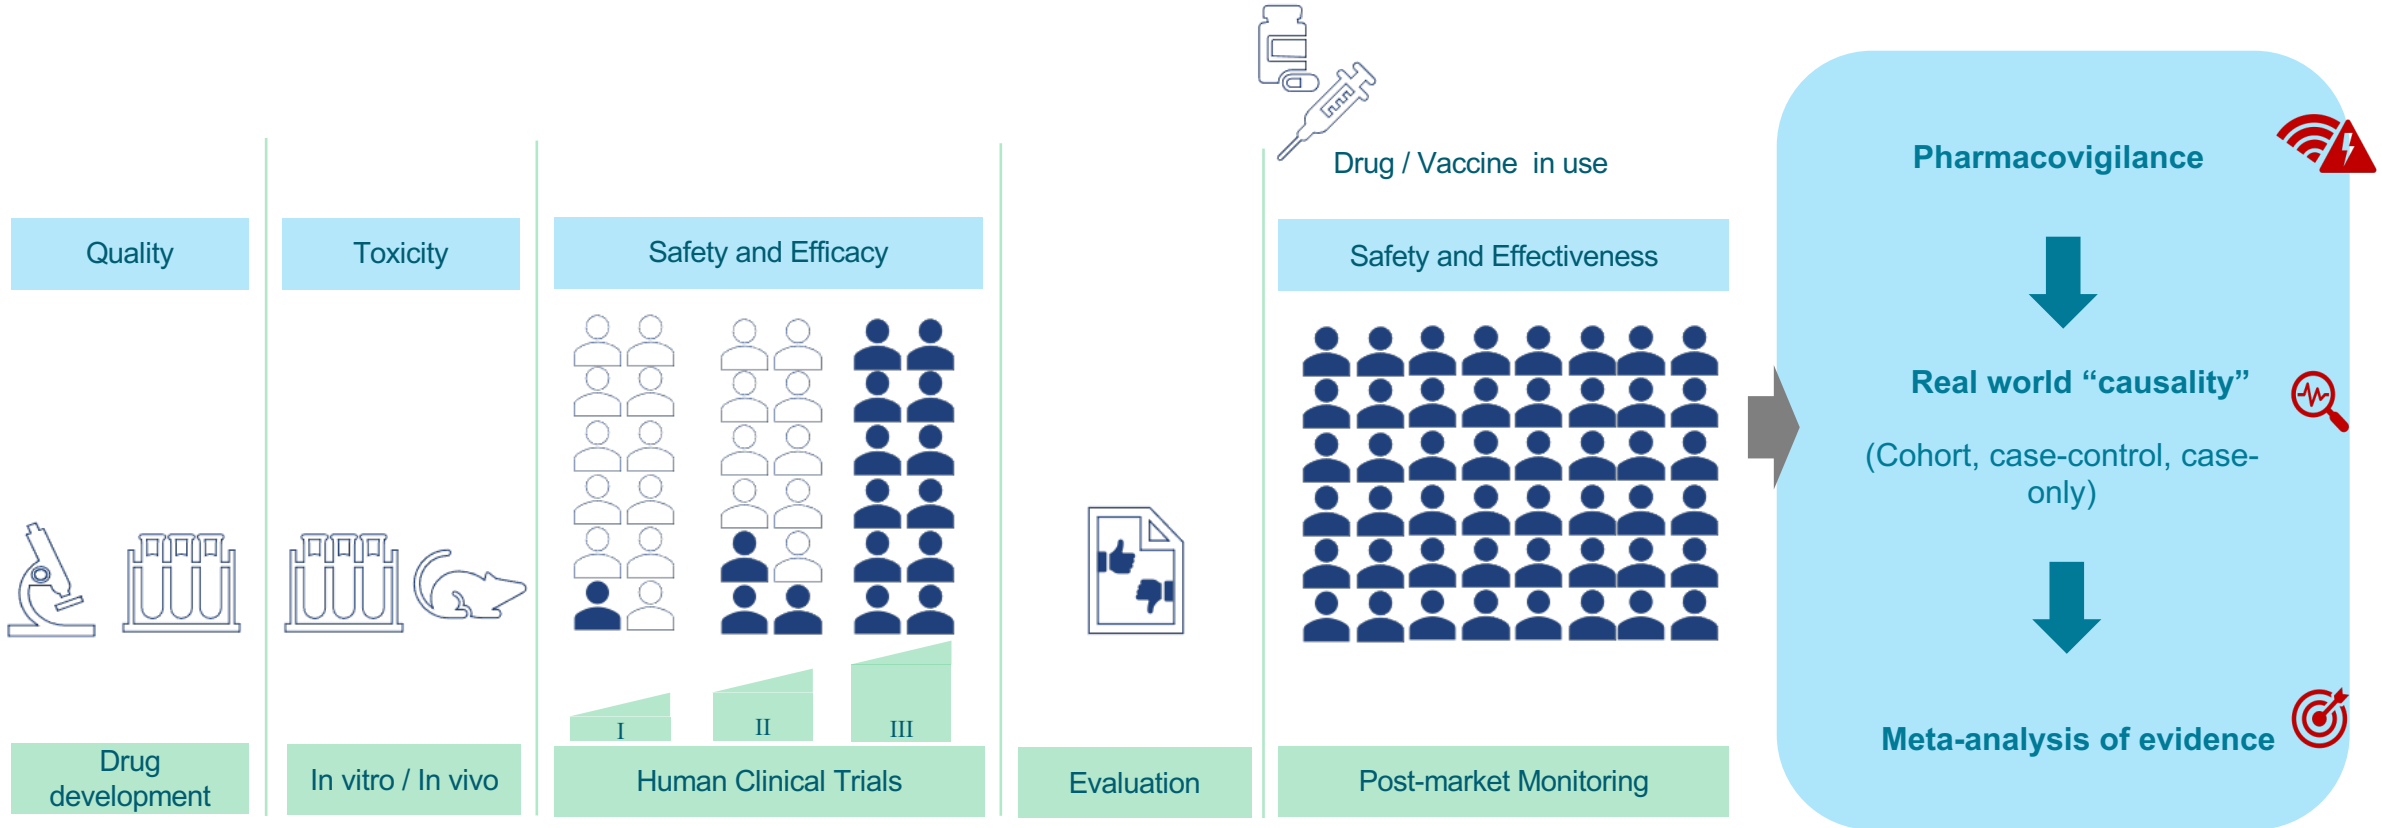 Drug / Vaccine in use
Quality
Toxicity
Safety and Efficacy
Safety and Effectiveness
I
II
III
Drug
development
In vitro / In vivo
Human Clinical Trials
Evaluation
Post-market Monitoring
Pharmacovigilance
Real world “causality”
(Cohort, case-control, case-
only)
Meta-analysis of evidence